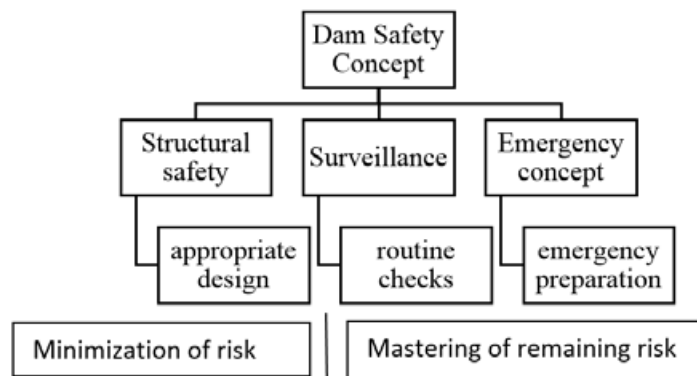 Dam Safety
Concept
Structural
safety
Surveillance
Emergency
concept
appropriate
design
routine
checks
emergency
preparation
Minimization of risk
Mastering of remaining risk